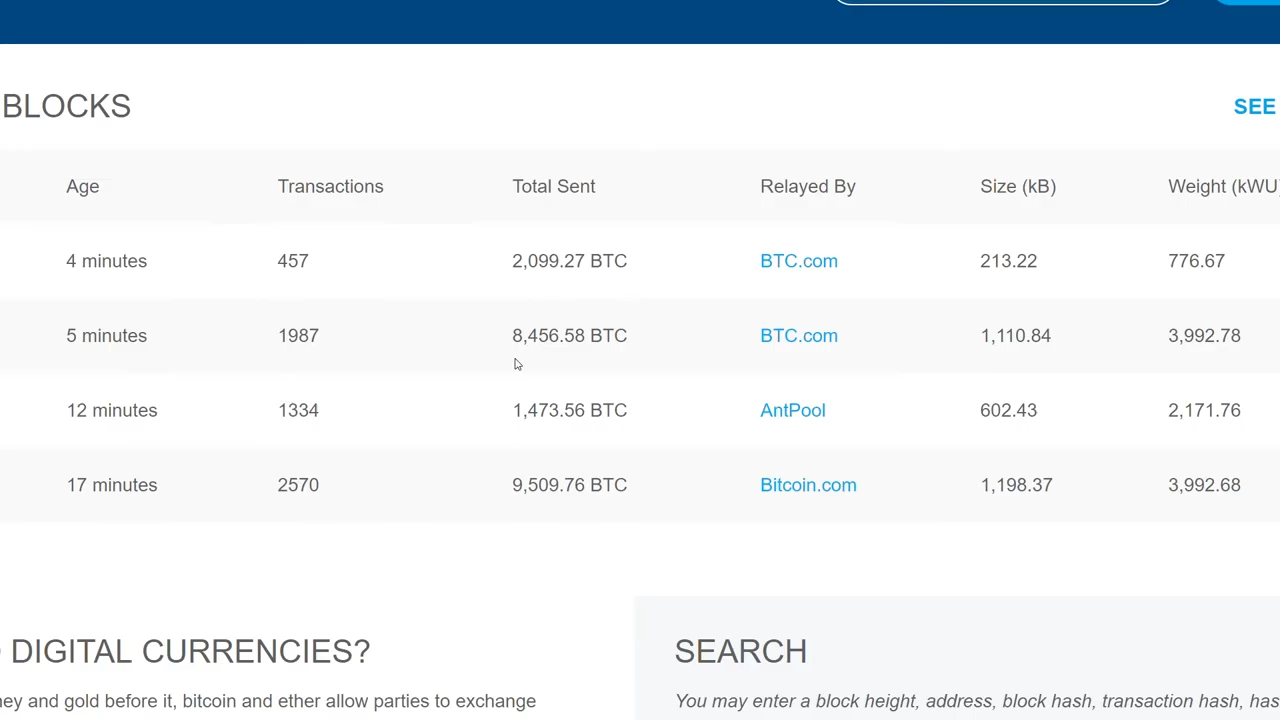 BLOCKS
SEE
Age Transactions Total Sent Relayed By Size (kB) Weight (kWU)
4 minutes 457 2,099.27 BTC BTC.com 213.22 776.67
5 minutes 1987 8,456.58 BTC BTC.com 1,110.84 3,992.78
12 minutes 1334 1,473.56 BTC AntPool 602.43 2,171.76
17 minutes 2570 9,509.76 BTC Bitcoin.com 1,198.37 3,992.68
DIGITAL CURRENCIES?
ney and gold before it, bitcoin and ether allow parties to exchange
SEARCH
You may enter a block height, address, block hash, transaction hash, has